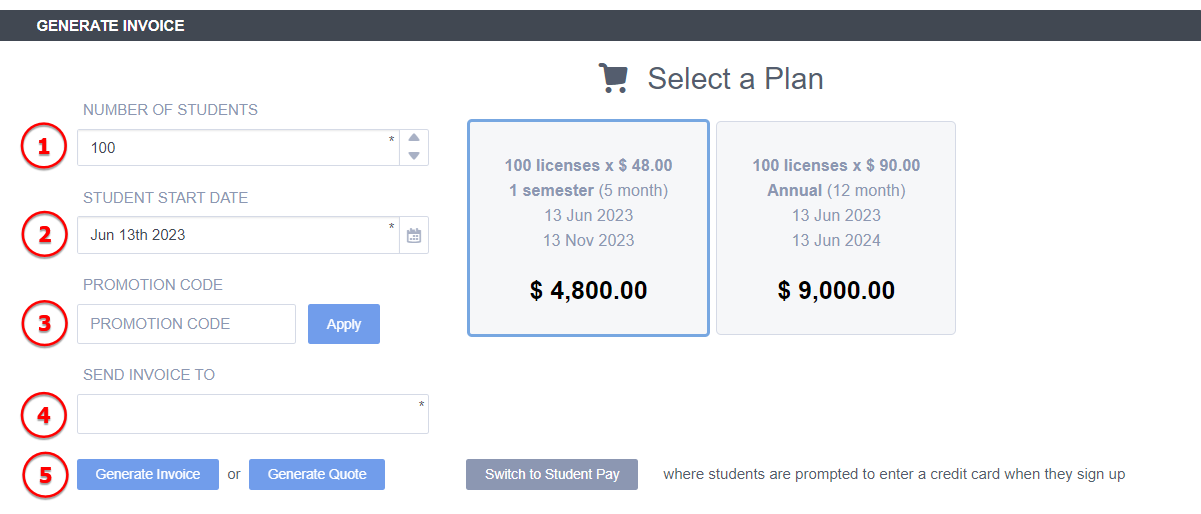 GENERATE INVOICE
Select a Plan
NUMBER OF STUDENTS
1
100
*
STUDENT START DATE
2
Jun 13th 2023
*
PROMOTION CODE
3
PROMOTION CODE
Apply
SEND INVOICE TO
4
*
100 licenses x $ 48.00
1 semester (5 month)
13 Jun 2023
13 Nov 2023
$ 4,800.00
100 licenses x $ 90.00
Annual (12 month)
13 Jun 2023
13 Jun 2024
$ 9,000.00
5
Generate Invoice or Generate Quote
Switch to Student Pay where students are prompted to enter a credit card when they sign up